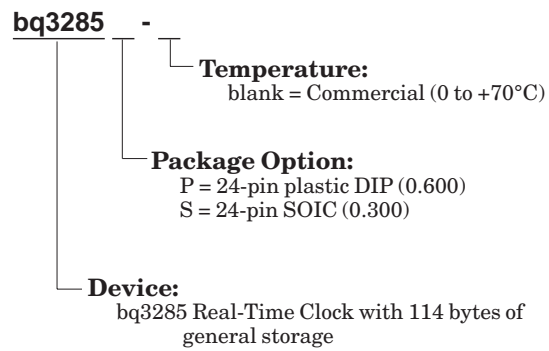 bq3285 _ - _
Temperature:
blank = Commercial (0 to +70°C)
Package Option:
P = 24-pin plastic DIP (0.600)
S = 24-pin SOIC (0.300)
Device:
bq3285 Real-Time Clock with 114 bytes of
general storage